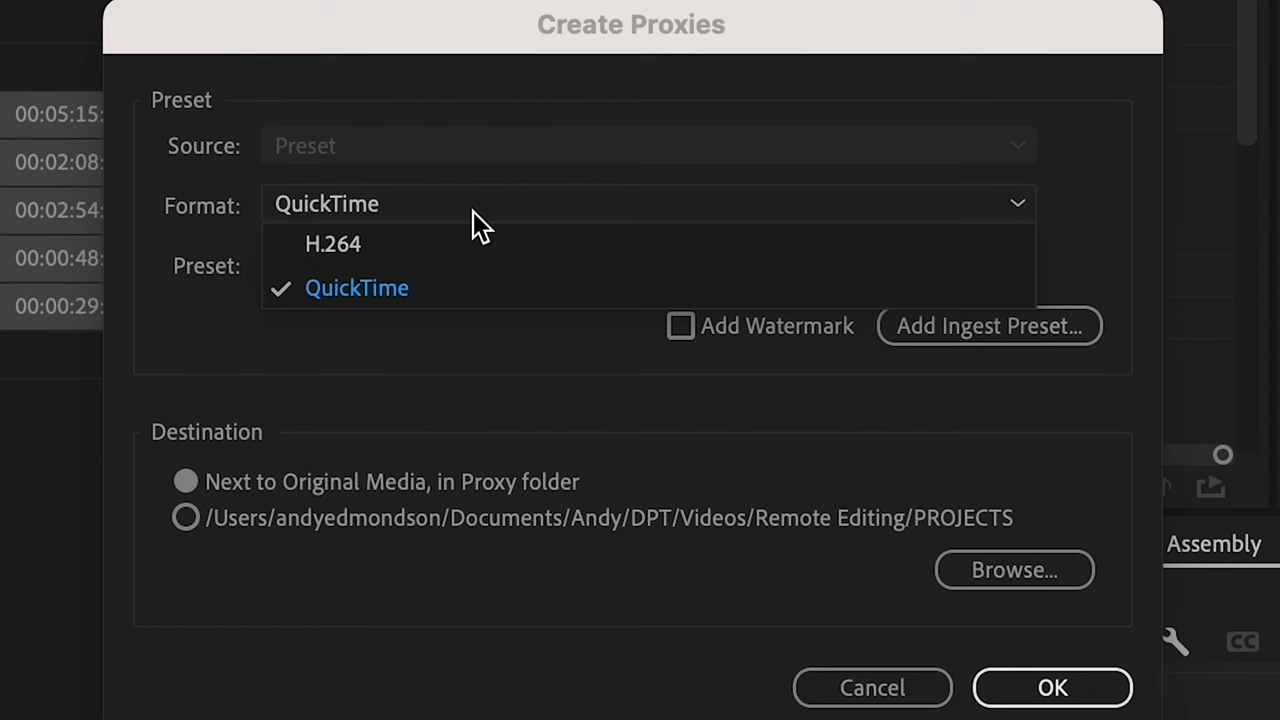 Create Proxies
Preset
Source: Preset
Format: QuickTime
H.264
Preset:
QuickTime
Add Watermark Add Ingest Preset...
Destination
Next to Original Media, in Proxy folder
/Users/andyedmondson/Documents/Andy/DPT/Videos/Remote Editing/PROJECTS
Browse...
Cancel OK
00:05:15:
00:02:08:
00:02:54:
00:00:48:
00:00:29:
Assembly
CC